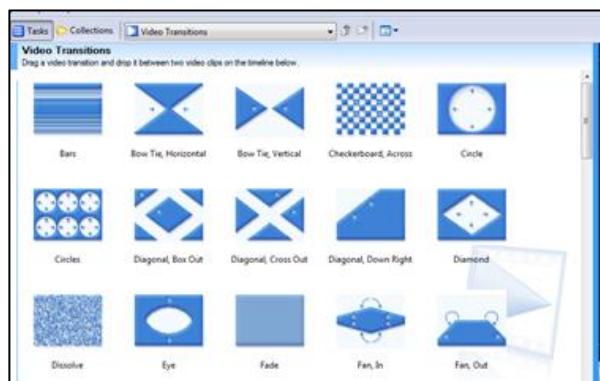 Tasks Collections Video Transitions
Video Transitions
Drag a video transition and drop it between two video clips on the timeline below.
Bars Bow Tie, Horizontal Bow Tie, Vertical Checkerboard, Across Circle
Circles Diagonal, Box Out Diagonal, Cross Out Diagonal, Down Right Diamond
Dissolve Eye Fade Fan, In Fan, Out